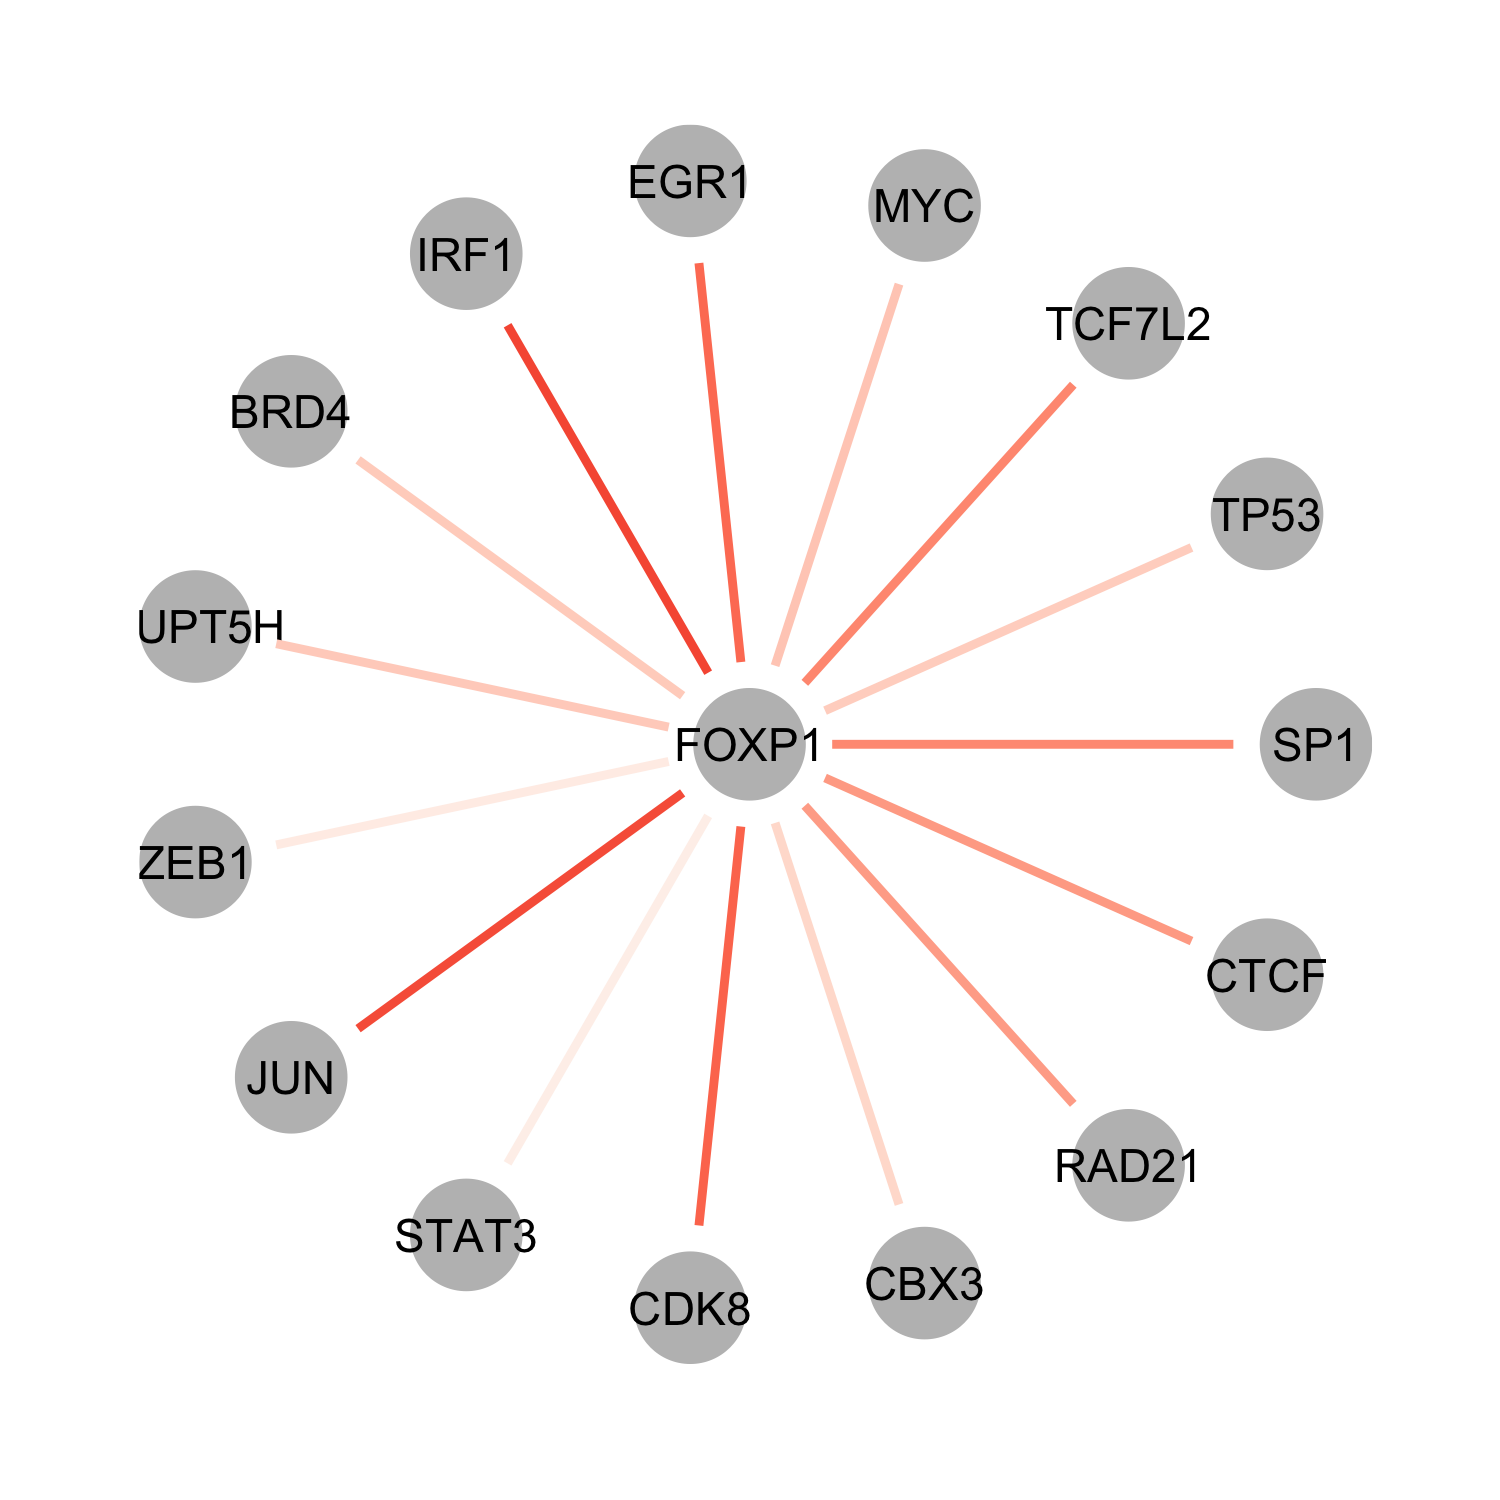 EGR1
MYC
IRF1
TCF7L2
BRD4
TP53
UPT5H
FOXP1
SP1
ZEB1
CTCF
JUN
RAD21
STAT3
CBX3
CDK8